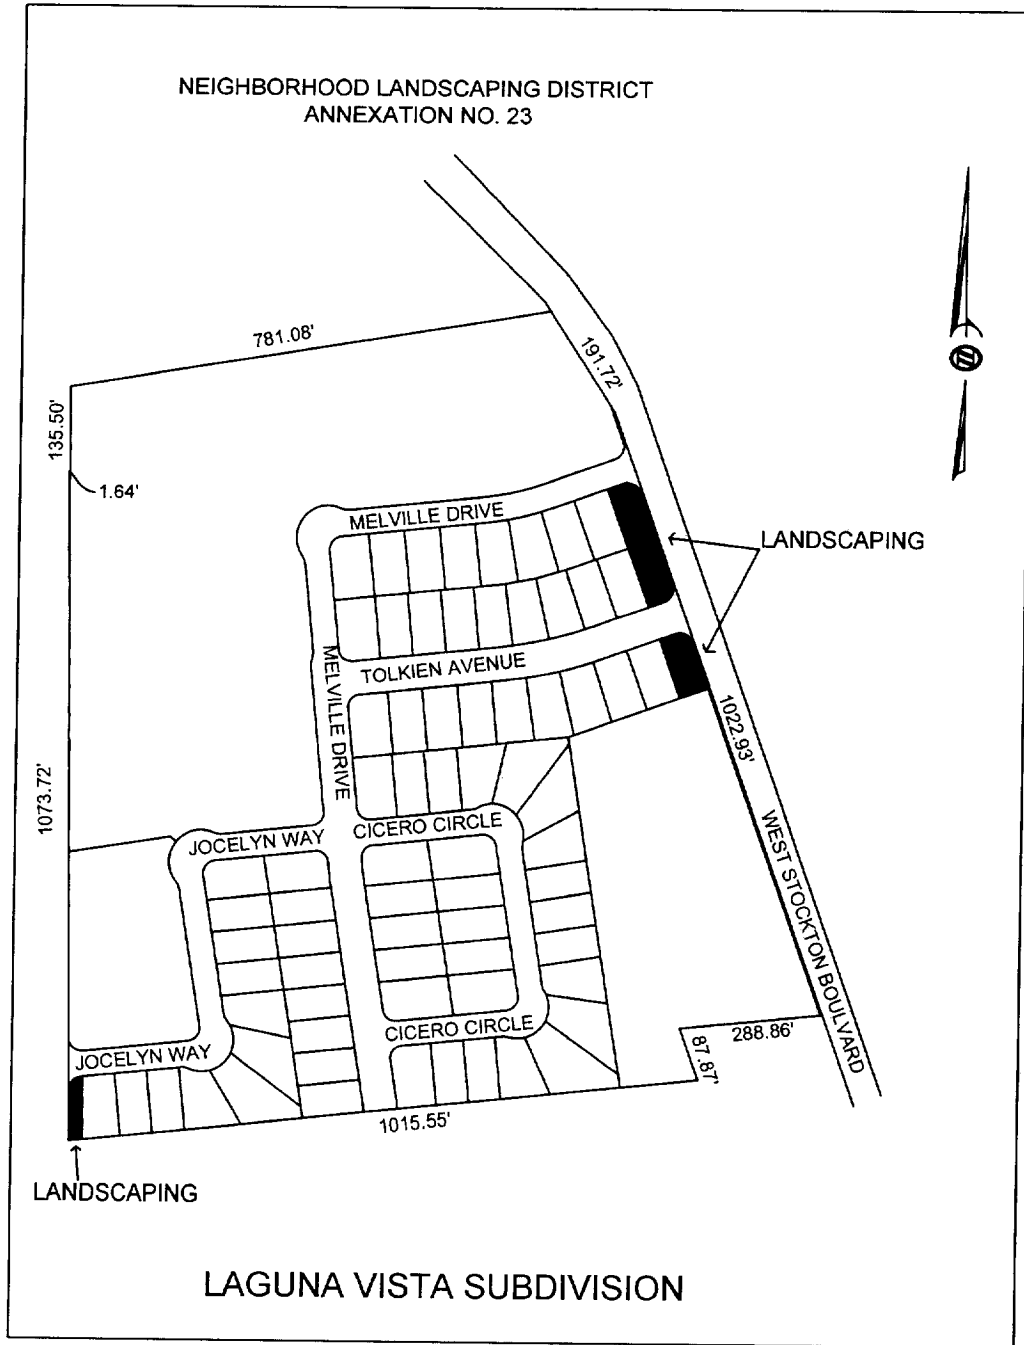 NEIGHBORHOOD LANDSCAPING DISTRICT
ANNEXATION NO. 23
781.08'
191.72'
135.50'
1.64'
MELVILLE DRIVE
LANDSCAPING
TOLKIEN AVENUE
MELVILLE DRIVE
1022.93'
1073.72'
JOCELYN WAY
CICERO CIRCLE
WEST STOCKTON BOULVARD
CICERO CIRCLE
288.86'
87.87'
JOCELYN WAY
1015.55'
LANDSCAPING
LAGUNA VISTA SUBDIVISION